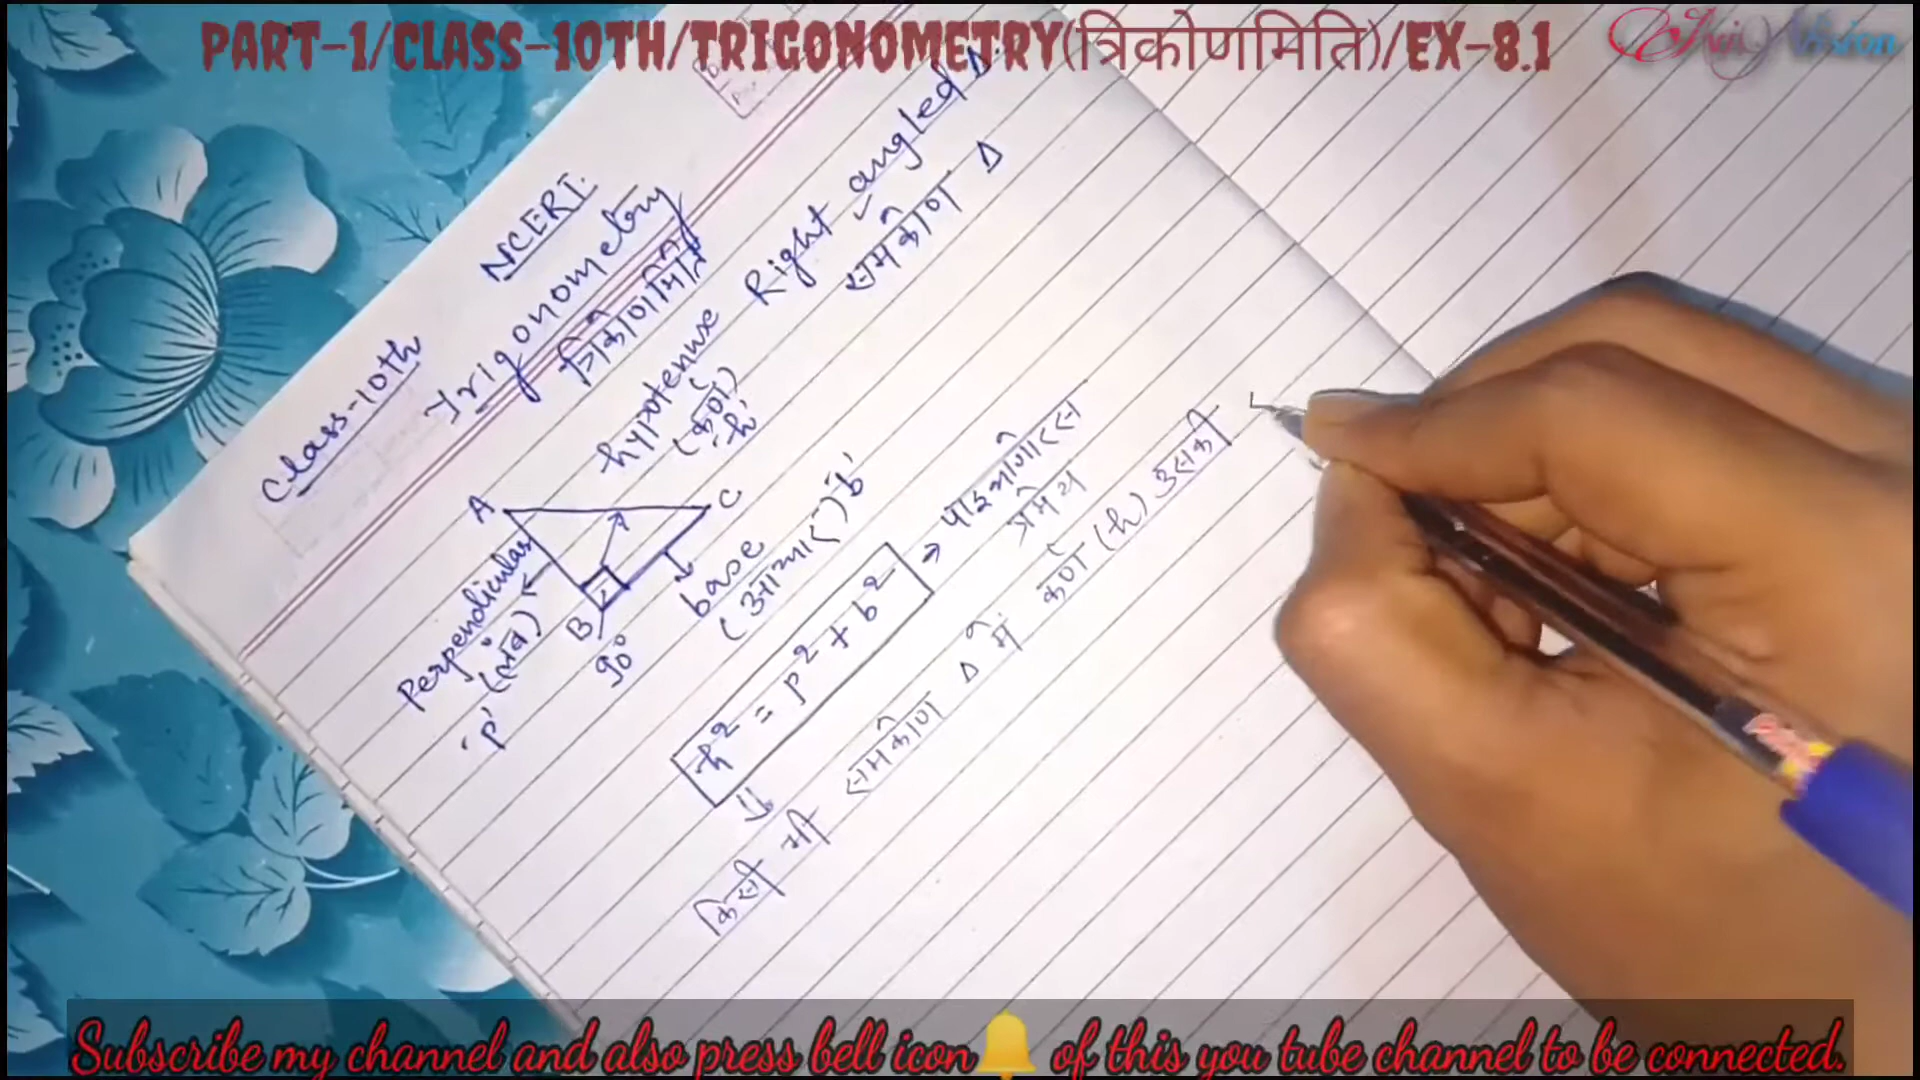 PART-1/CLASS-10TH/TRIGONOMETRY(त्रिकोणमिति)/EX-8.1
NCERT.
Class-10th
Trigonometry
त्रिकोणमिति
Right angled Δ.
समकोण Δ
hypotenuse
(कर्ण)
'h'
A
C
B
90°
Perpendicular
(लंब)
'p'
base
(आधार) 'b'
h² = p² + b² → पाइथागोरस
प्रमेय
किसी भी समकोण Δ में कर्ण (h) उसकी
Subscribe my channel and also press bell icon of this you tube channel to be connected.